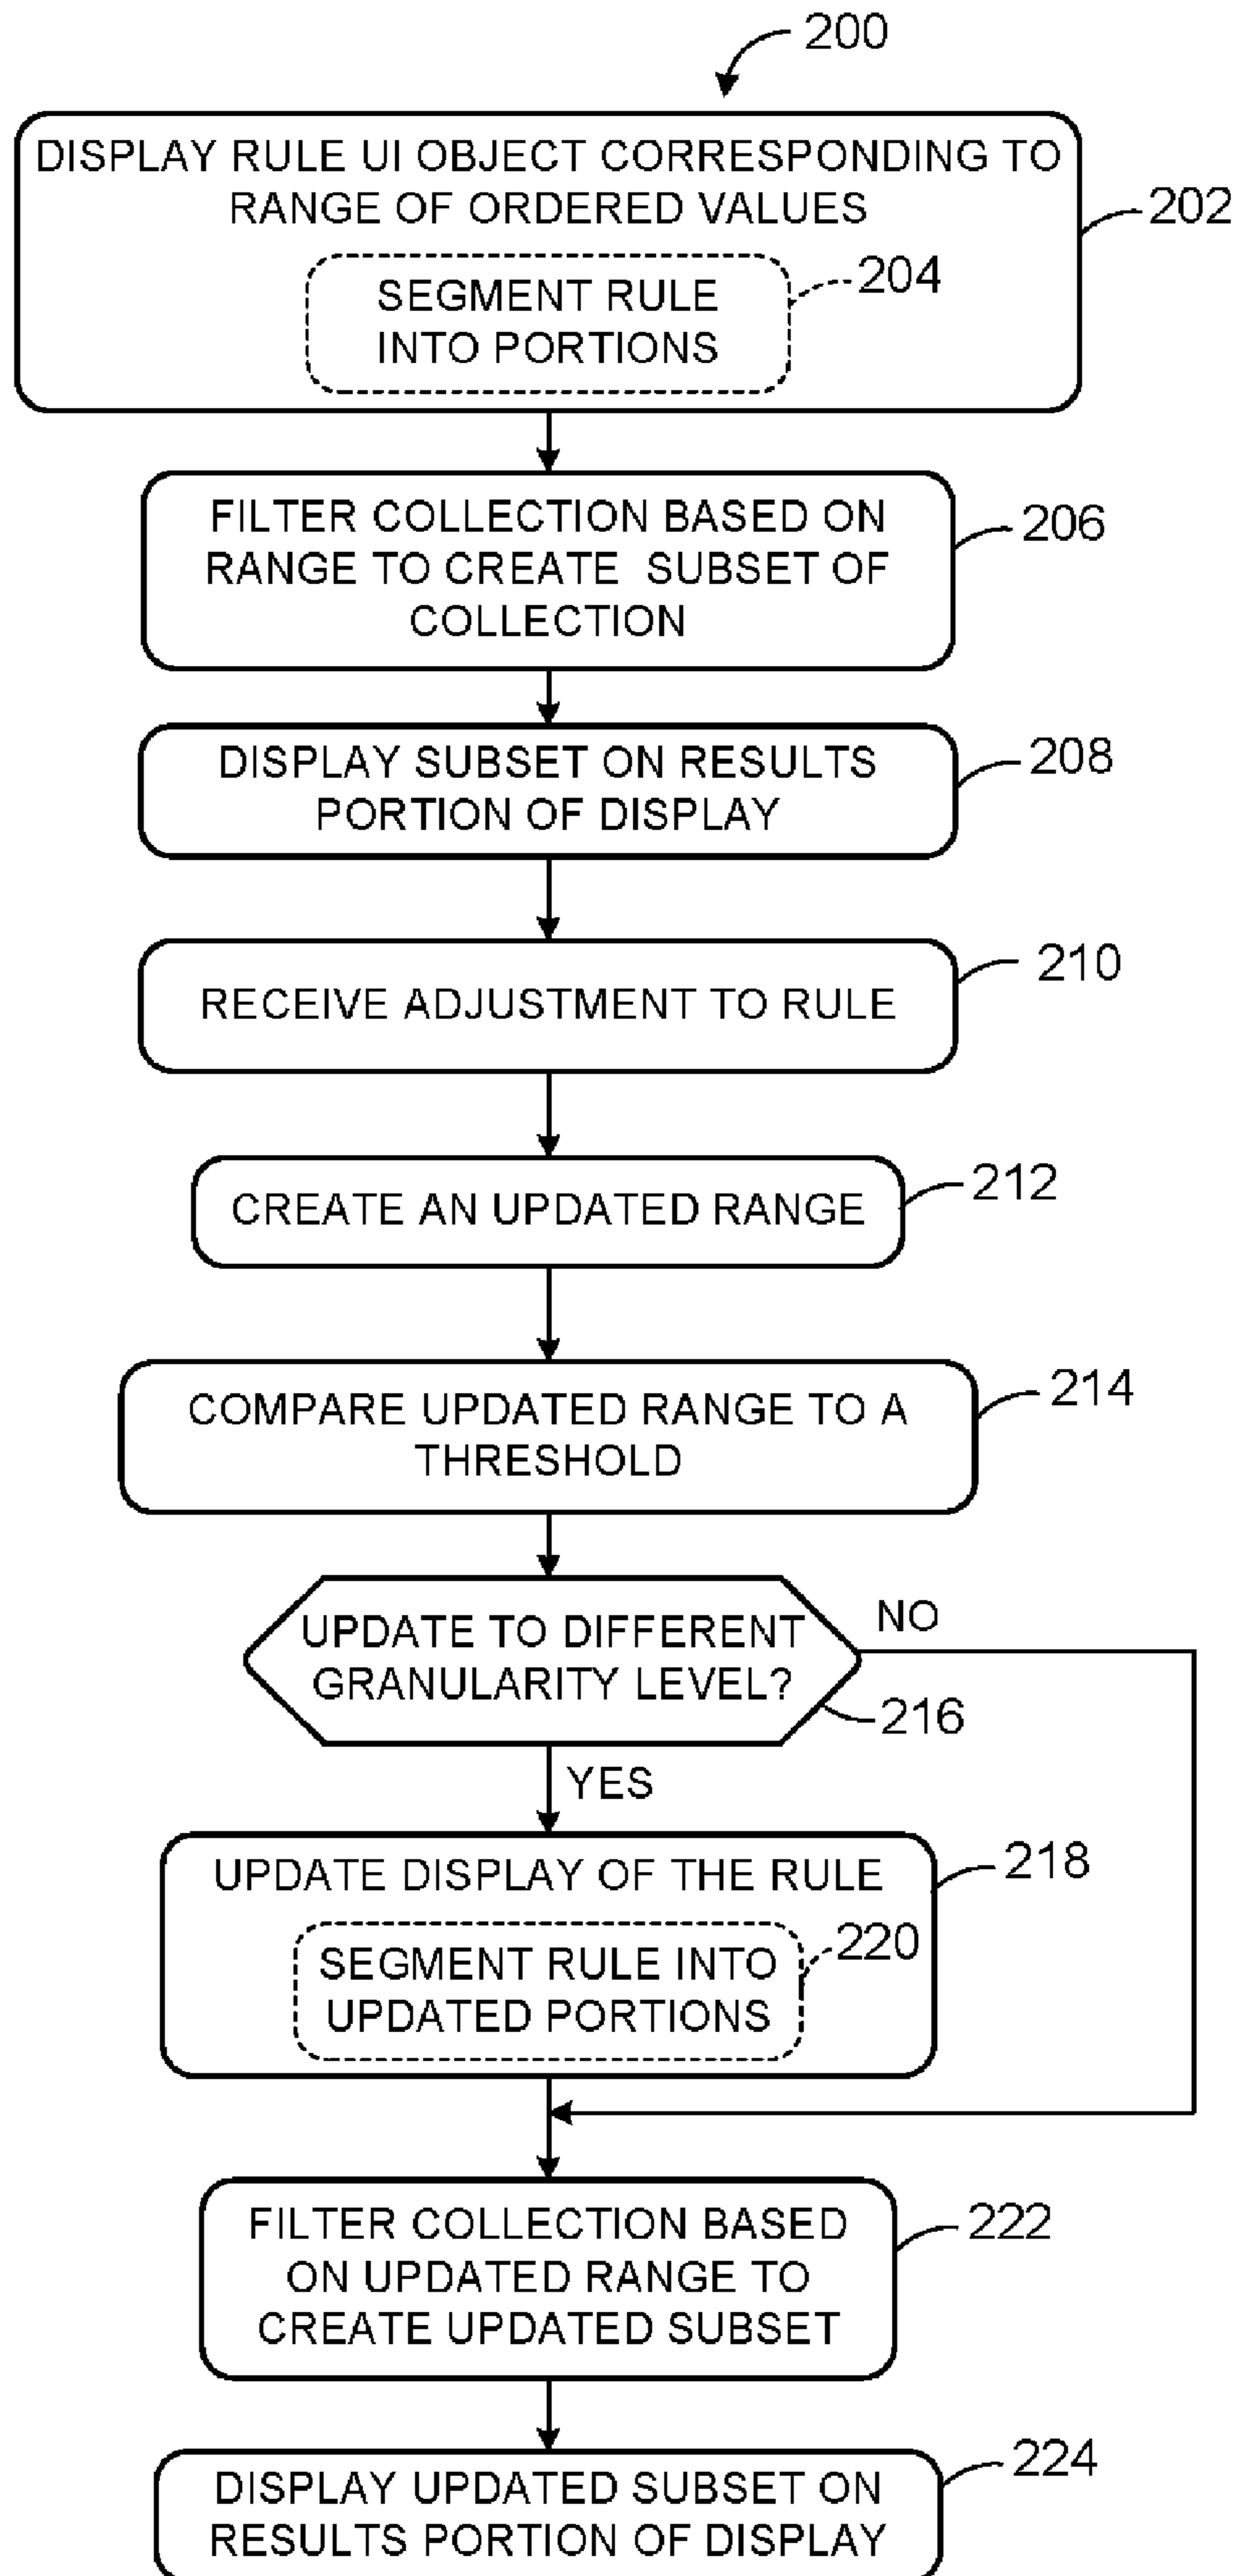 200
DISPLAY RULE UI OBJECT CORRESPONDING TO
RANGE OF ORDERED VALUES
202
SEGMENT RULE
INTO PORTIONS
204
FILTER COLLECTION BASED ON
RANGE TO CREATE SUBSET OF
COLLECTION
206
DISPLAY SUBSET ON RESULTS
PORTION OF DISPLAY
208
RECEIVE ADJUSTMENT TO RULE
210
CREATE AN UPDATED RANGE
212
COMPARE UPDATED RANGE TO A
THRESHOLD
214
UPDATE TO DIFFERENT
GRANULARITY LEVEL?
NO
216
YES
UPDATE DISPLAY OF THE RULE
218
SEGMENT RULE INTO
UPDATED PORTIONS
220
FILTER COLLECTION BASED
ON UPDATED RANGE TO
CREATE UPDATED SUBSET
222
DISPLAY UPDATED SUBSET ON
RESULTS PORTION OF DISPLAY
224